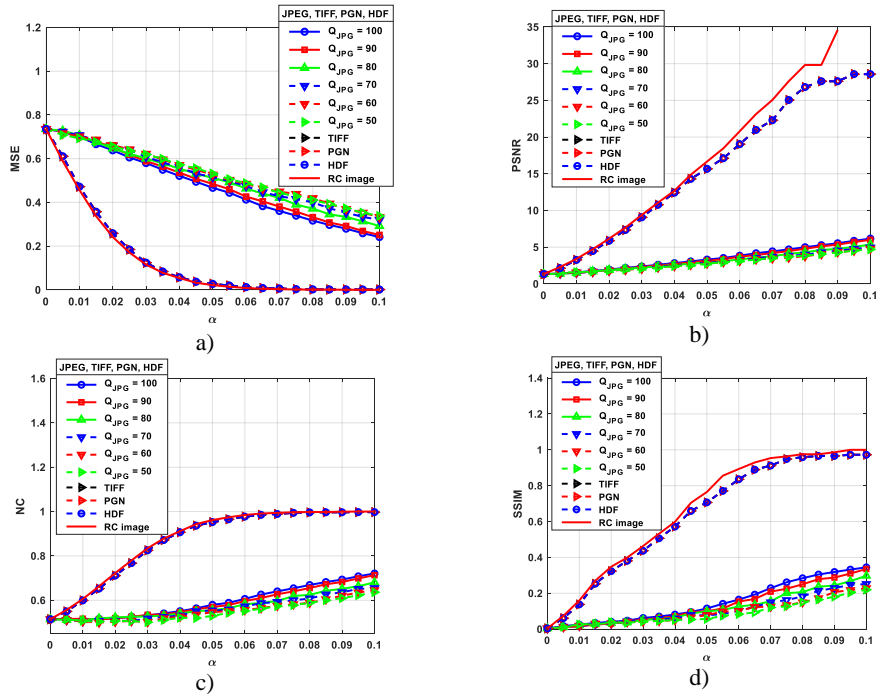 JPEG, TIFF, PGN, HDF
Q_JPG = 100
Q_JPG = 90
Q_JPG = 80
Q_JPG = 70
Q_JPG = 60
Q_JPG = 50
TIFF
PGN
HDF
RC image
MSE
1.2
1
0.8
0.6
0.4
0.2
0
0 0.01 0.02 0.03 0.04 0.05 0.06 0.07 0.08 0.09 0.1
α
a)
JPEG, TIFF, PGN, HDF
Q_JPG = 100
Q_JPG = 90
Q_JPG = 80
Q_JPG = 70
Q_JPG = 60
Q_JPG = 50
TIFF
PGN
HDF
RC image
PSNR
35
30
25
20
15
10
5
0
0 0.01 0.02 0.03 0.04 0.05 0.06 0.07 0.08 0.09 0.1
α
b)
JPEG, TIFF, PGN, HDF
Q_JPG = 100
Q_JPG = 90
Q_JPG = 80
Q_JPG = 70
Q_JPG = 60
Q_JPG = 50
TIFF
PGN
HDF
RC image
NC
1.6
1.4
1.2
1
0.8
0.6
0 0.01 0.02 0.03 0.04 0.05 0.06 0.07 0.08 0.09 0.1
α
c)
JPEG, TIFF, PGN, HDF
Q_JPG = 100
Q_JPG = 90
Q_JPG = 80
Q_JPG = 70
Q_JPG = 60
Q_JPG = 50
TIFF
PGN
HDF
RC image
SSIM
1.4
1.2
1
0.8
0.6
0.4
0.2
0
0 0.01 0.02 0.03 0.04 0.05 0.06 0.07 0.08 0.09 0.1
α
d)